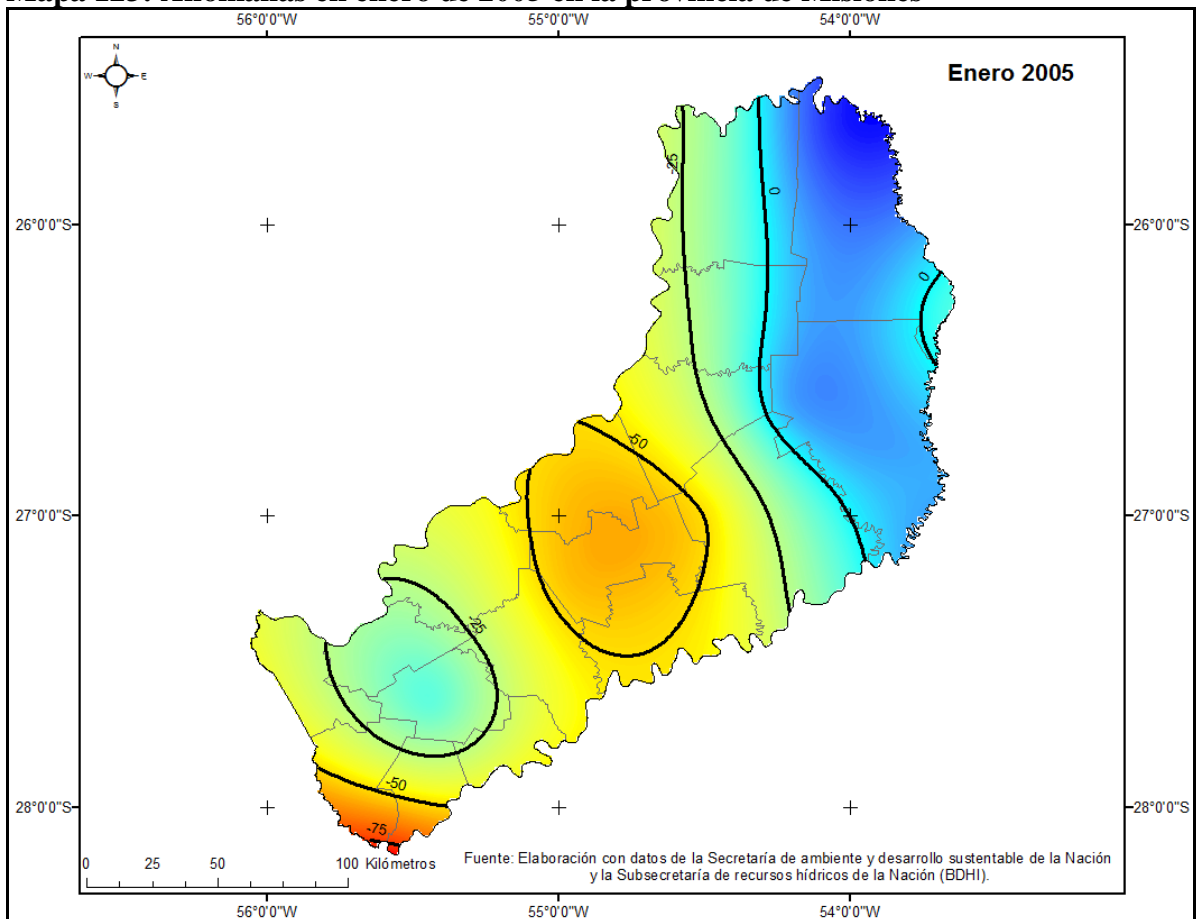 56°0'0"W 55°0'0"W 54°0'0"W
N
W E
S
Enero 2005
-25
0
26°0'0"S 26°0'0"S
0
-50
27°0'0"S 27°0'0"S
-25
-50
28°0'0"S 28°0'0"S
-75
0 25 50 100 Kilómetros
Fuente: Elaboración con datos de la Secretaría de ambiente y desarrollo sustentable de la Nación
y la Subsecretaría de recursos hídricos de la Nación (BDHI).
56°0'0"W 55°0'0"W 54°0'0"W